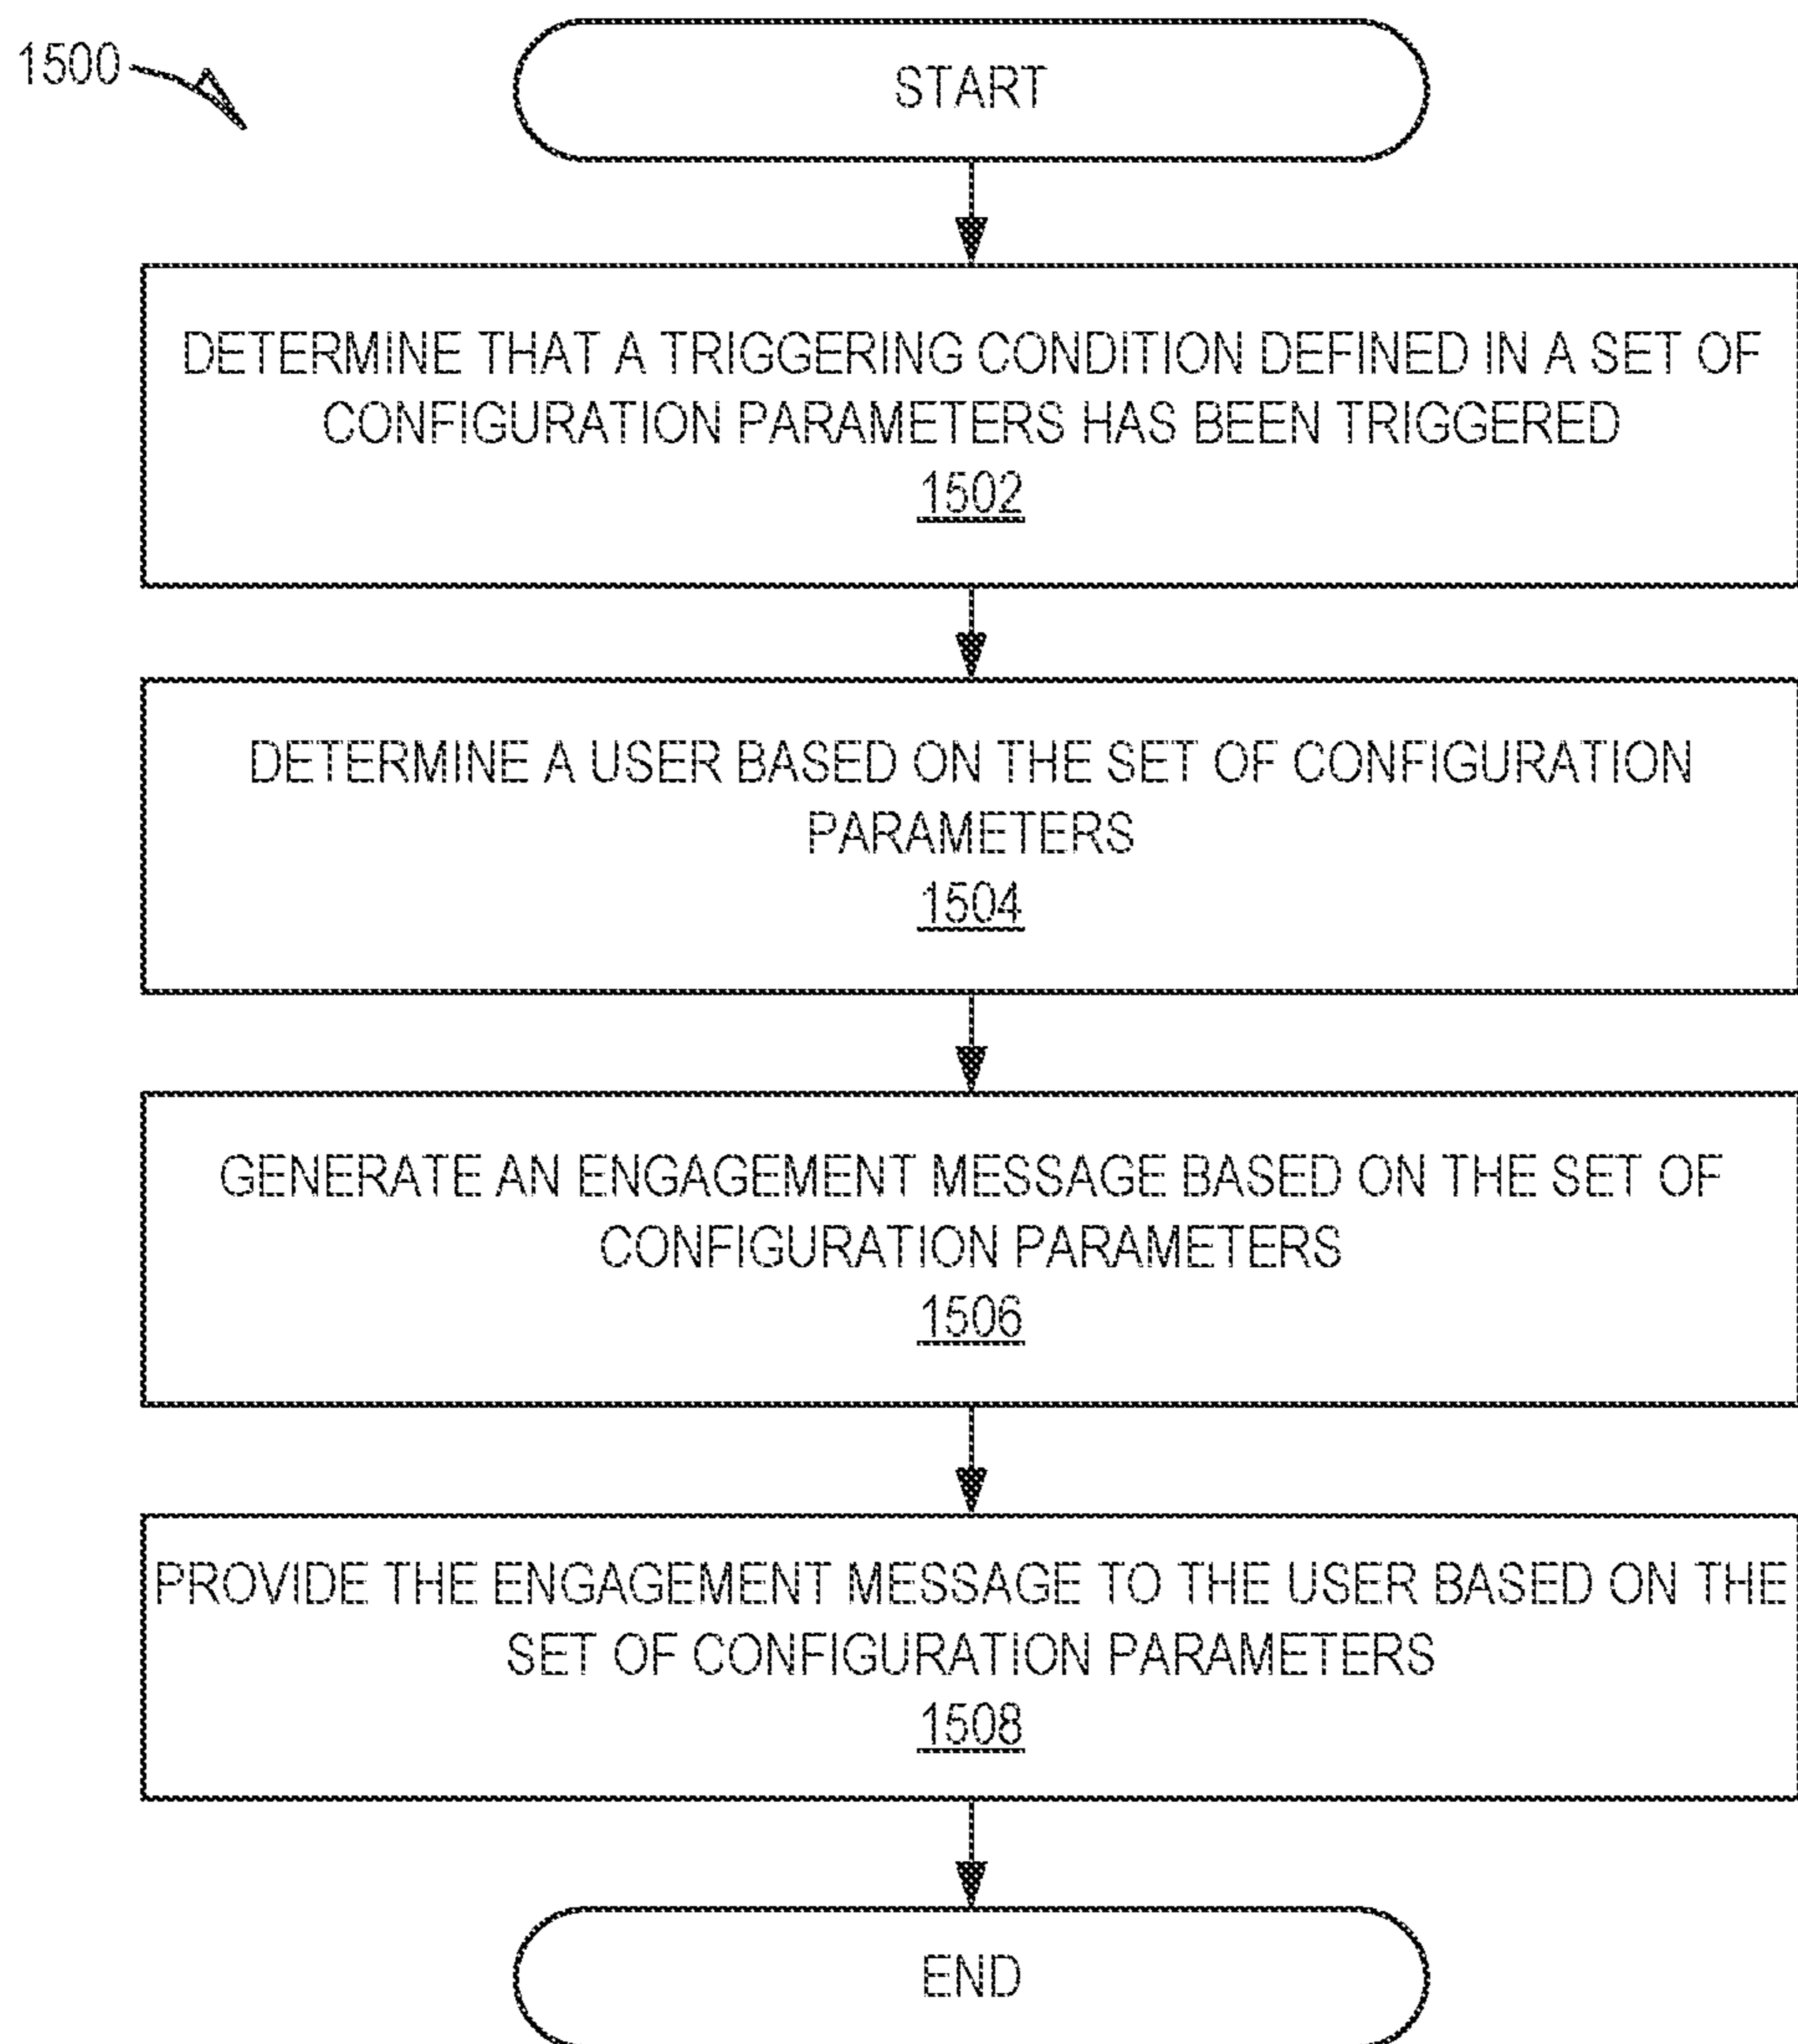 1500
START
DETERMINE THAT A TRIGGERING CONDITION DEFINED IN A SET OF
CONFIGURATION PARAMETERS HAS BEEN TRIGGERED
1502
DETERMINE A USER BASED ON THE SET OF CONFIGURATION
PARAMETERS
1504
GENERATE AN ENGAGEMENT MESSAGE BASED ON THE SET OF
CONFIGURATION PARAMETERS
1506
PROVIDE THE ENGAGEMENT MESSAGE TO THE USER BASED ON THE
SET OF CONFIGURATION PARAMETERS
1508
END